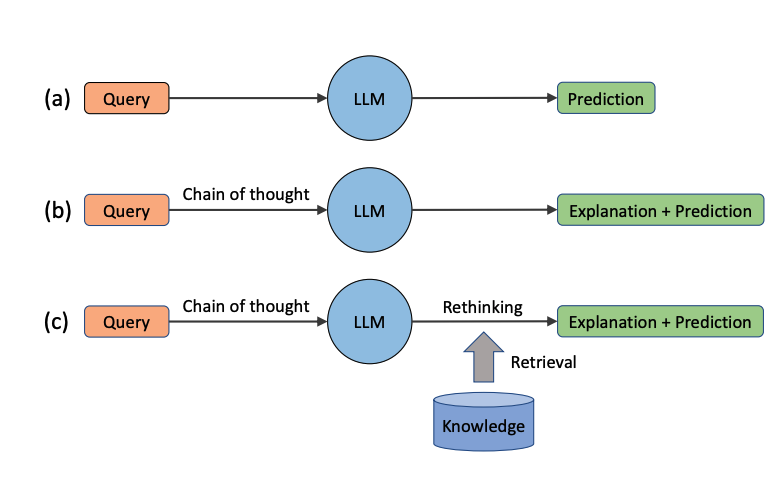 (a) Query LLM Prediction
(b) Query Chain of thought LLM Explanation + Prediction
(c) Query Chain of thought LLM Rethinking Explanation + Prediction
Retrieval
Knowledge